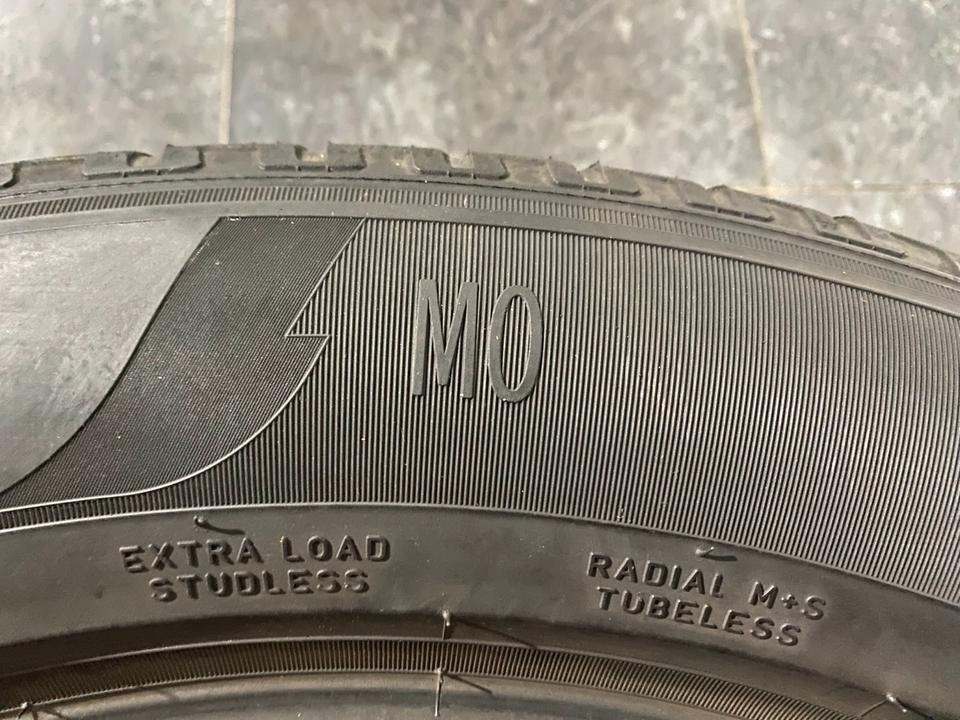 MO
EXTRA LOAD
STUDLESS
RADIAL M+S
TUBELESS